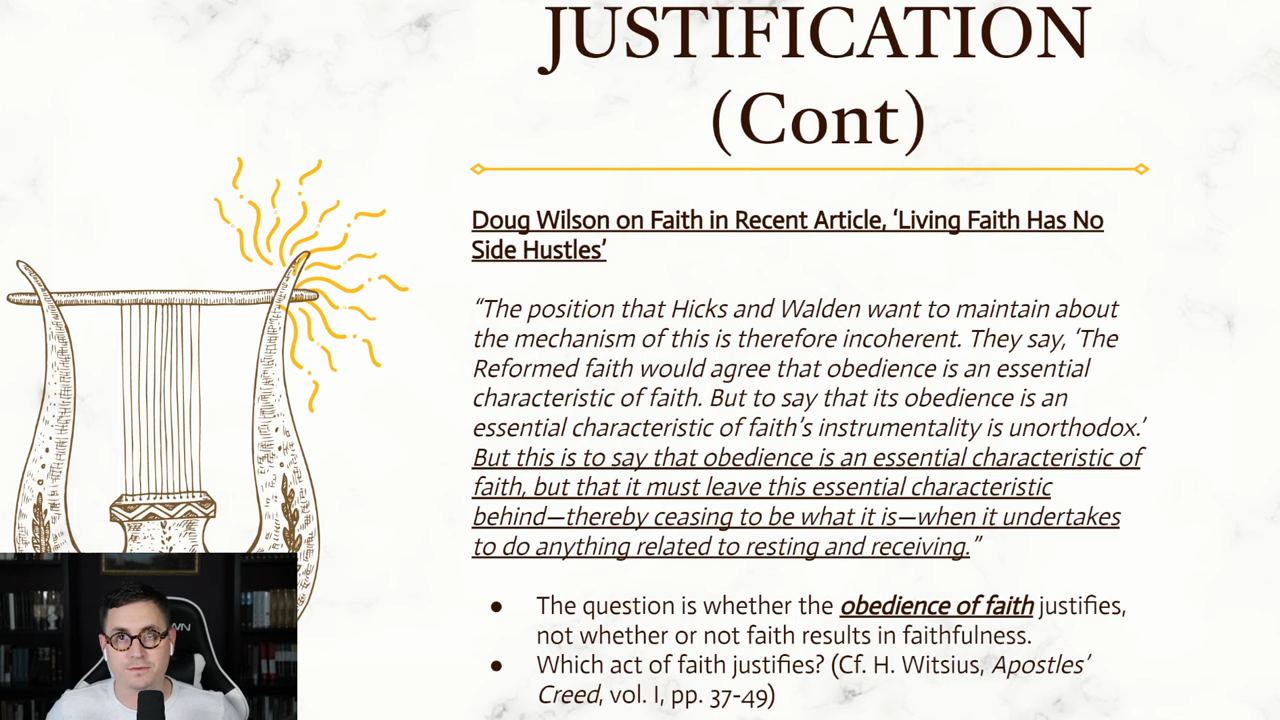 JUSTIFICATION
(Cont)
Doug Wilson on Faith in Recent Article, ‘Living Faith Has No
Side Hustles’
“The position that Hicks and Walden want to maintain about
the mechanism of this is therefore incoherent. They say, ‘The
Reformed faith would agree that obedience is an essential
characteristic of faith. But to say that its obedience is an
essential characteristic of faith’s instrumentality is unorthodox.’
But this is to say that obedience is an essential characteristic of
faith, but that it must leave this essential characteristic
behind—thereby ceasing to be what it is—when it undertakes
to do anything related to resting and receiving.”
● The question is whether the obedience of faith justifies,
not whether or not faith results in faithfulness.
● Which act of faith justifies? (Cf. H. Witsius, Apostles’
Creed, vol. I, pp. 37-49)